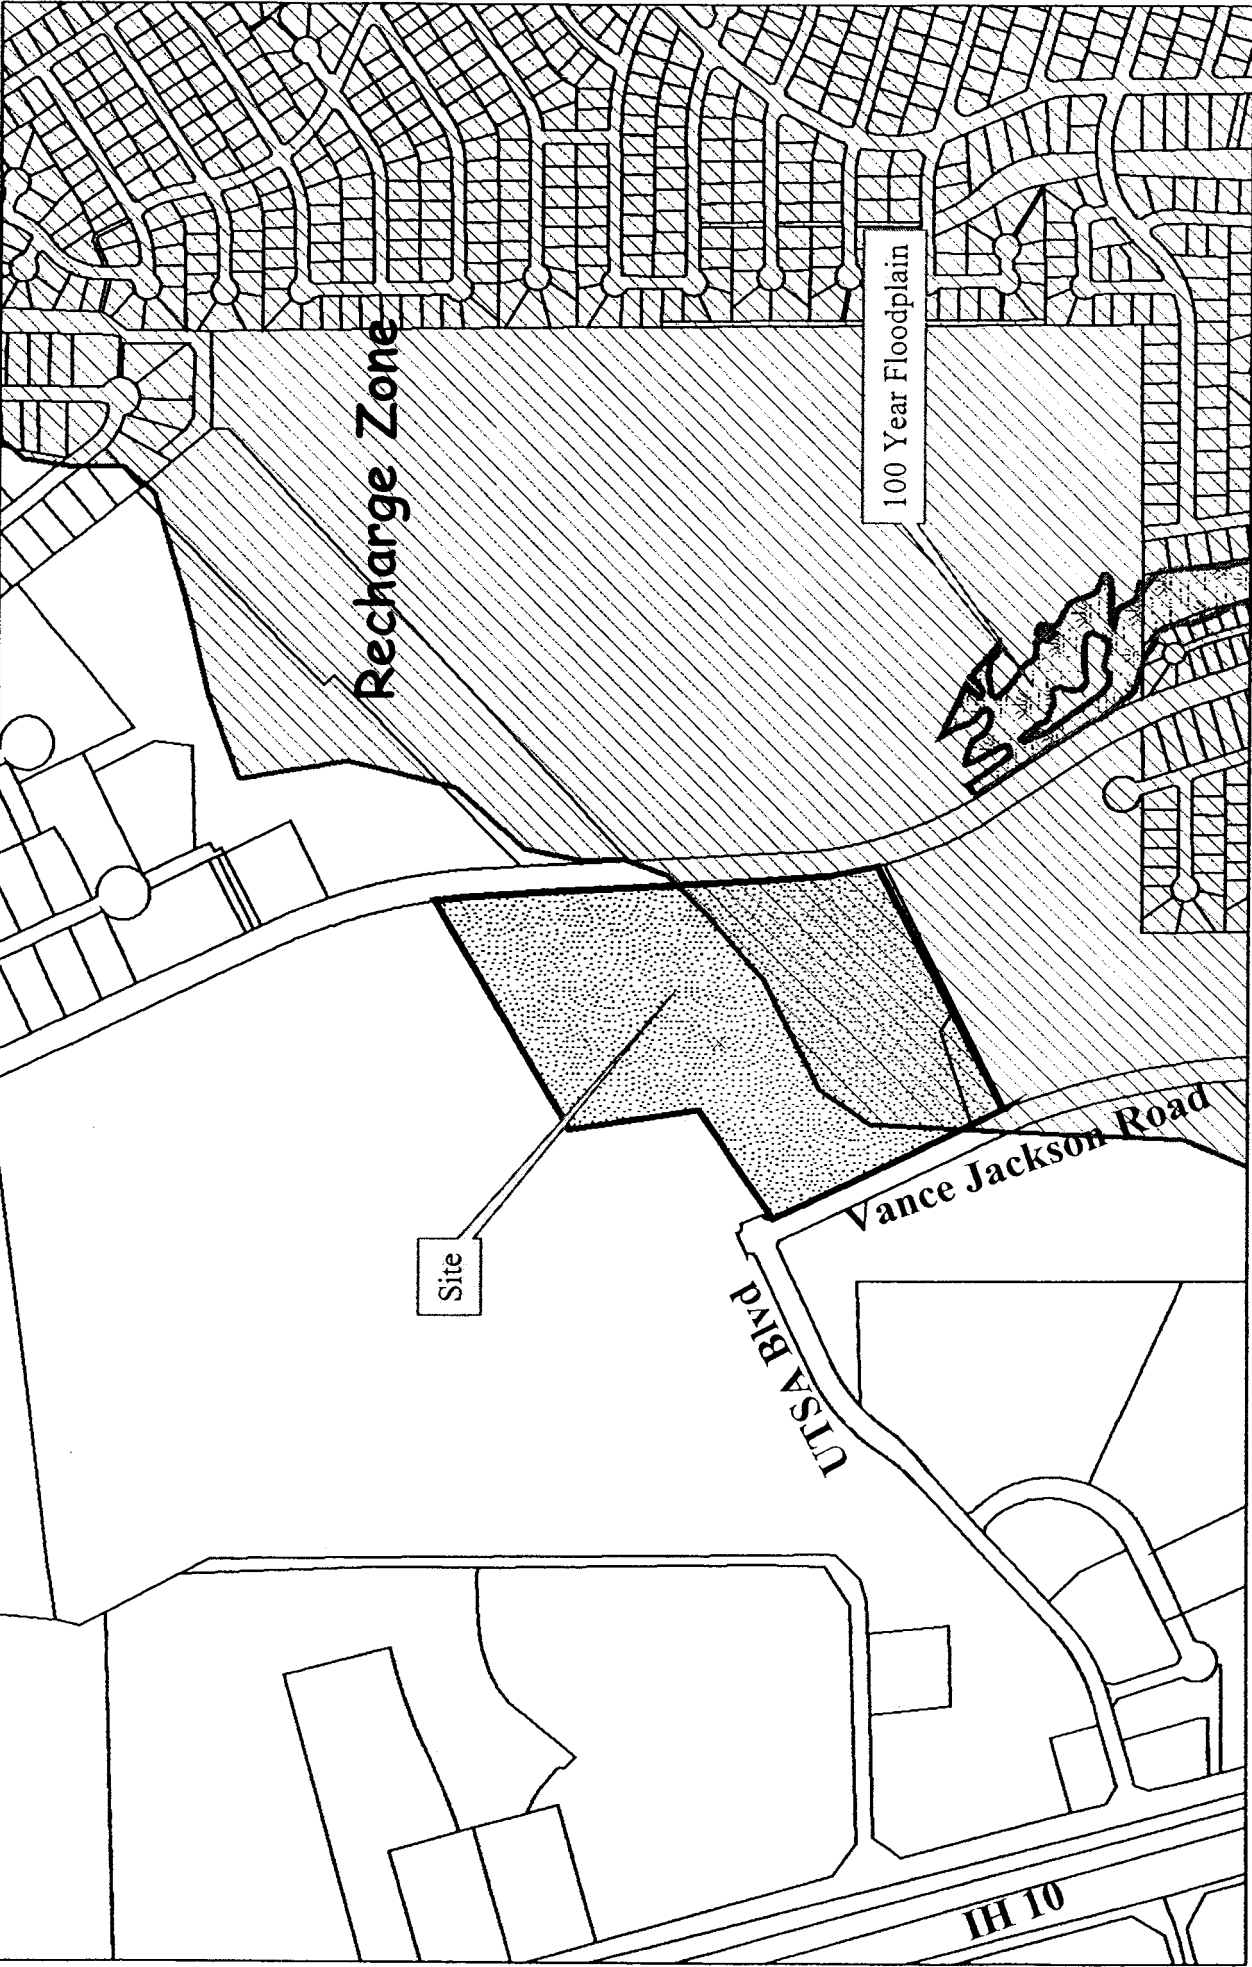 Recharge Zone
100 Year Floodplain
Site
Vance Jackson Road
UTSA Blvd
IH 10